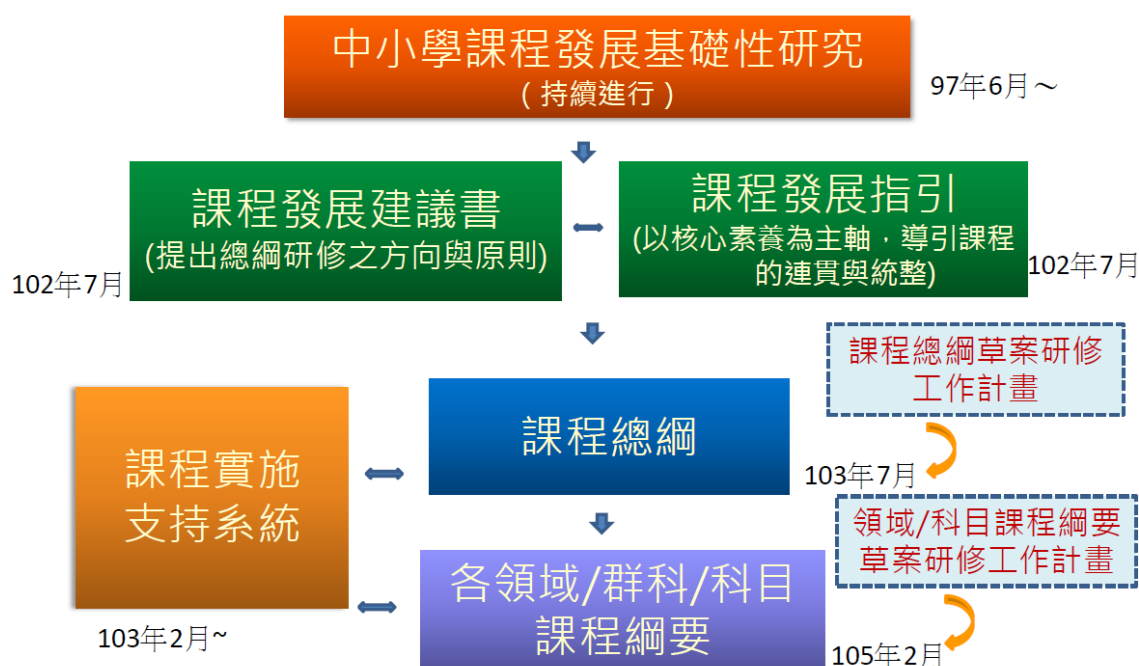 中小學課程發展基礎性研究
(持續進行)
97年6月～
課程發展建議書
(提出總綱研修之方向與原則)
102年7月
課程發展指引
(以核心素養為主軸，導引課程
的連貫與統整)
102年7月
課程總綱草案研修
工作計畫
課程實施
支持系統
103年2月~
課程總綱
103年7月
領域/科目課程綱要
草案研修工作計畫
各領域/群科/科目
課程綱要
105年2月